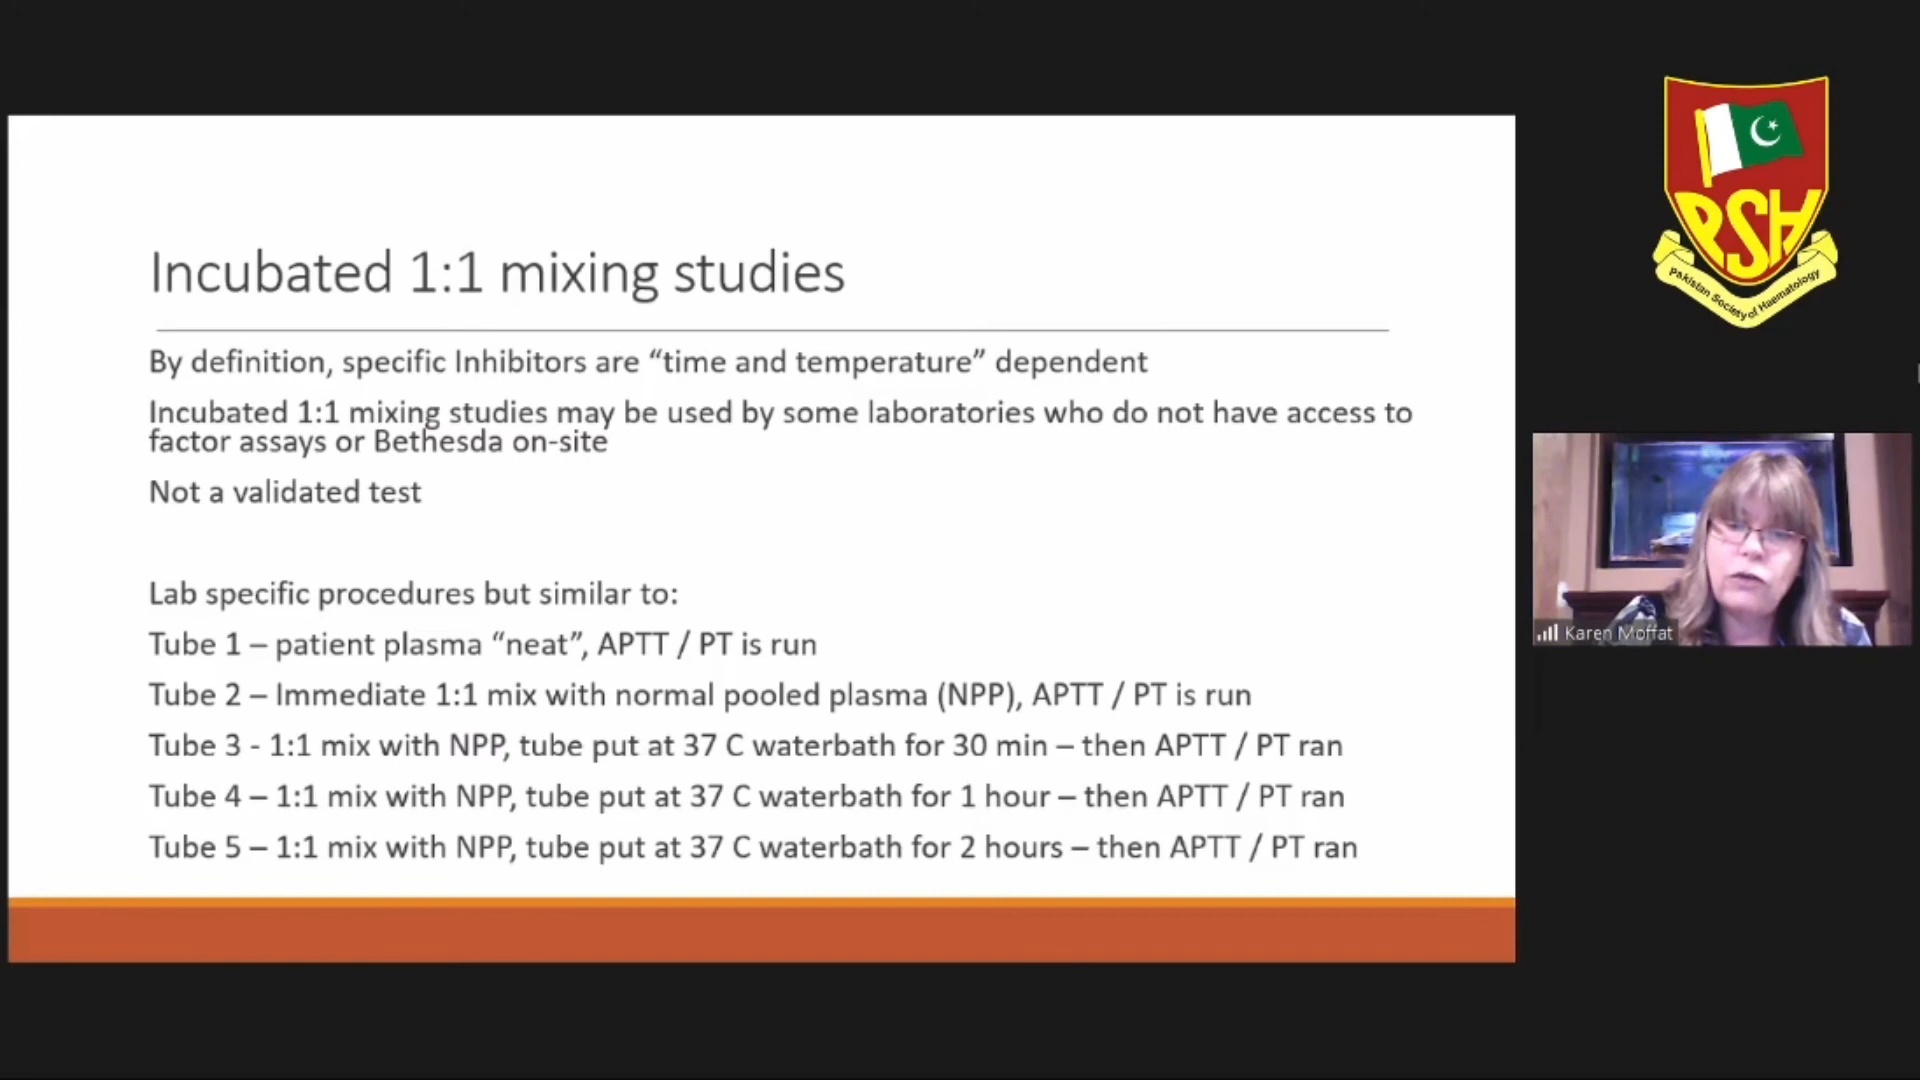 Incubated 1:1 mixing studies
By definition, specific Inhibitors are “time and temperature” dependent
Incubated 1:1 mixing studies may be used by some laboratories who do not have access to
factor assays or Bethesda on-site
Not a validated test
Lab specific procedures but similar to:
Tube 1 – patient plasma “neat”, APTT / PT is run
Tube 2 – Immediate 1:1 mix with normal pooled plasma (NPP), APTT / PT is run
Tube 3 - 1:1 mix with NPP, tube put at 37 C waterbath for 30 min – then APTT / PT ran
Tube 4 – 1:1 mix with NPP, tube put at 37 C waterbath for 1 hour – then APTT / PT ran
Tube 5 – 1:1 mix with NPP, tube put at 37 C waterbath for 2 hours – then APTT / PT ran
PSH
Pakistan Society of Haematology
Karen Moffat